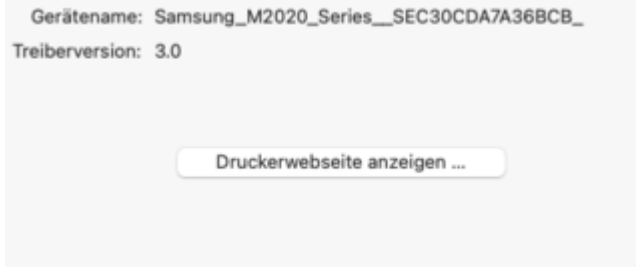 Gerätename: Samsung_M2020_Series__SEC30CDA7A36BCB_
Treiberversion: 3.0
Druckerwebseite anzeigen ...